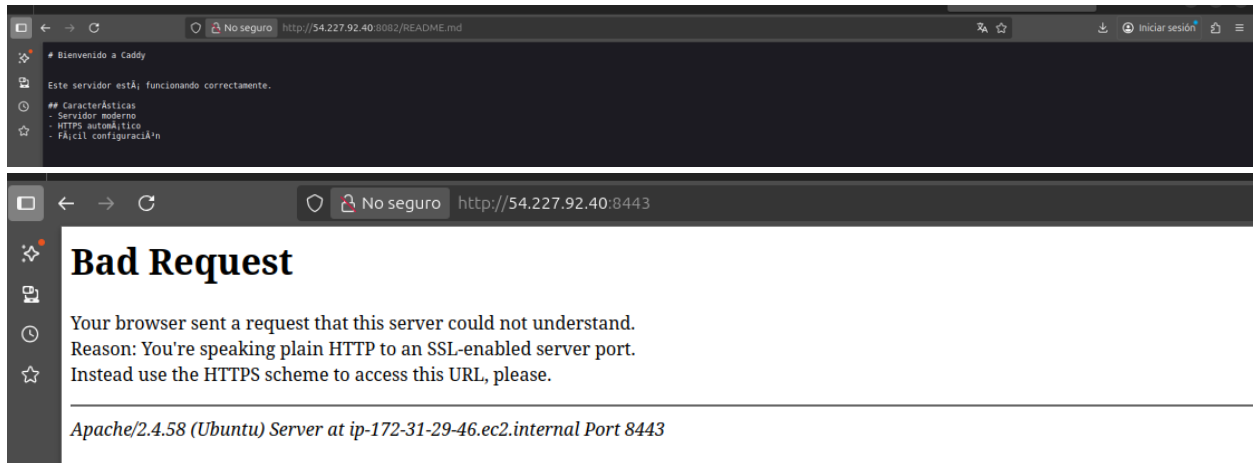 No seguro http://54.227.92.40:8082/README.md Iniciar sesión
# Bienvenido a Caddy
Este servidor estÃ¡ funcionando correctamente.
## CaracterÃsticas
- Servidor moderno
- HTTPS automÃ¡tico
- FÃ¡cil configuraciÃ³n
No seguro http://54.227.92.40:8443
Bad Request
Your browser sent a request that this server could not understand.
Reason: You're speaking plain HTTP to an SSL-enabled server port.
Instead use the HTTPS scheme to access this URL, please.
Apache/2.4.58 (Ubuntu) Server at ip-172-31-29-46.ec2.internal Port 8443